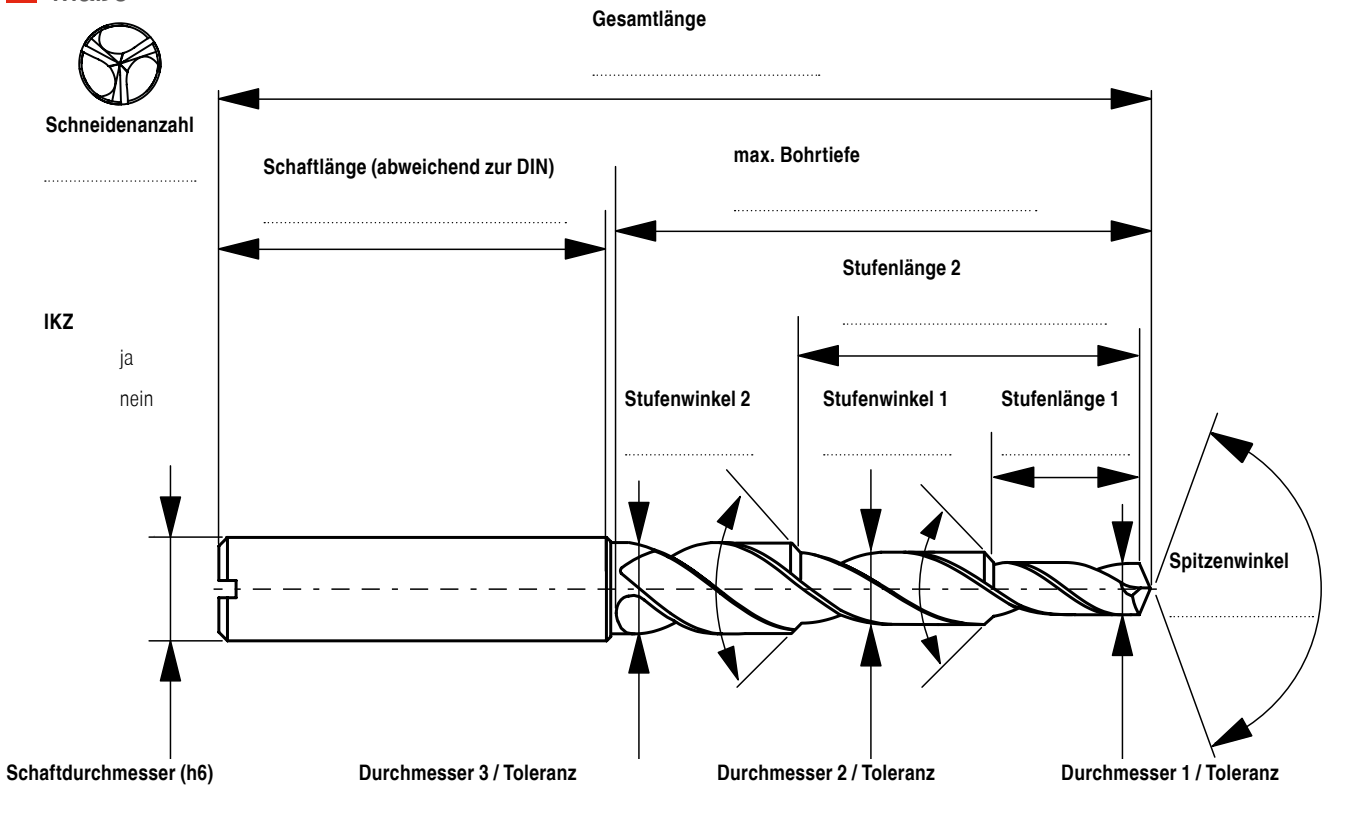 Gesamtlänge
Schneidenanzahl
Schaftlänge (abweichend zur DIN)
max. Bohrtiefe
Stufenlänge 2
IKZ
ja
nein
Stufenwinkel 2
Stufenwinkel 1
Stufenlänge 1
Spitzenwinkel
Schaftdurchmesser (h6)
Durchmesser 3 / Toleranz
Durchmesser 2 / Toleranz
Durchmesser 1 / Toleranz